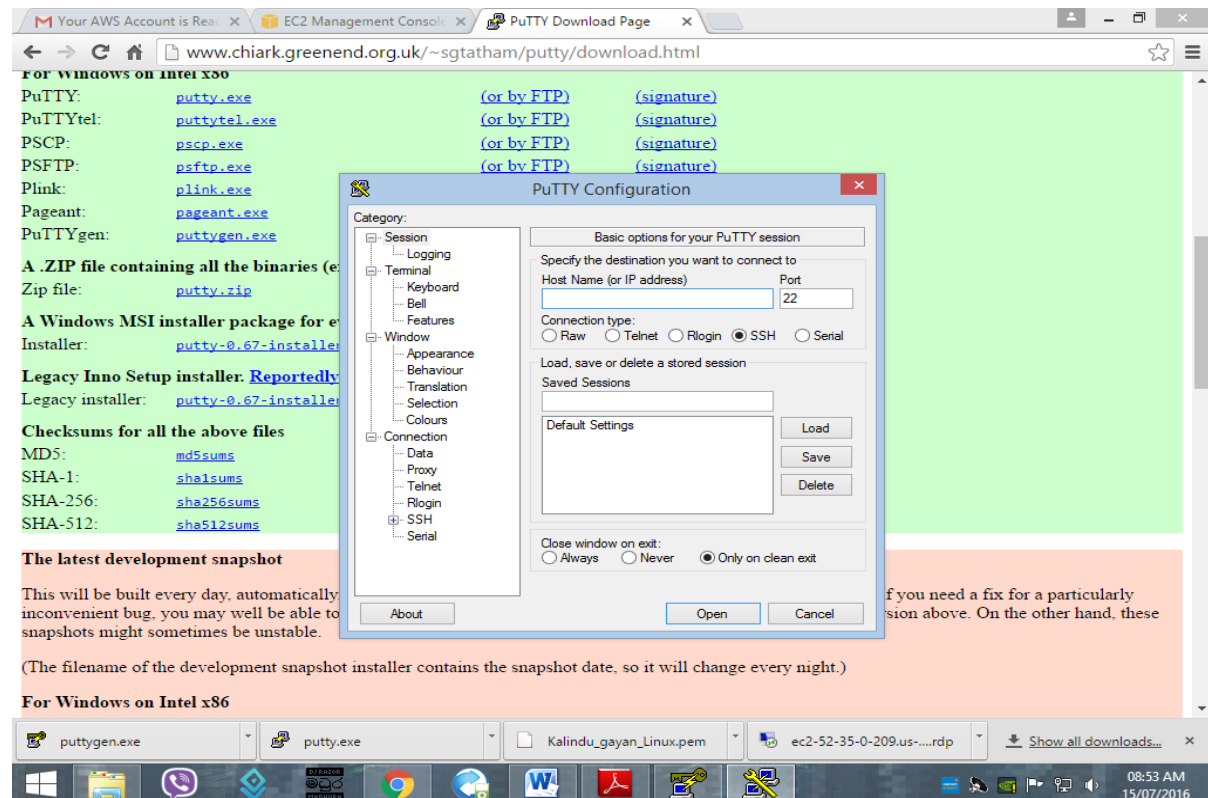 Your AWS Account is Rea
EC2 Management Consol
PuTTY Download Page
www.chiark.greenend.org.uk/~sgtatham/putty/download.html
For Windows on Intel x86
PuTTY: putty.exe (or by FTP) (signature)
PuTTYtel: puttytel.exe (or by FTP) (signature)
PSCP: pscp.exe (or by FTP) (signature)
PSFTP: psftp.exe (or by FTP) (signature)
Plink: plink.exe
Pageant: pageant.exe
PuTTYgen: puttygen.exe
A .ZIP file containing all the binaries (e
Zip file: putty.zip
A Windows MSI installer package for e
Installer: putty-0.67-installer
Legacy Inno Setup installer. Reportedly
Legacy installer: putty-0.67-installer
Checksums for all the above files
MD5: md5sums
SHA-1: sha1sums
SHA-256: sha256sums
SHA-512: sha512sums
The latest development snapshot
This will be built every day, automatically f you need a fix for a particularly
inconvenient bug, you may well be able to sion above. On the other hand, these
snapshots might sometimes be unstable.
(The filename of the development snapshot installer contains the snapshot date, so it will change every night.)
For Windows on Intel x86
PuTTY Configuration
Category:
Session
Logging
Terminal
Keyboard
Bell
Features
Window
Appearance
Behaviour
Translation
Selection
Colours
Connection
Data
Proxy
Telnet
Rlogin
SSH
Serial
Basic options for your PuTTY session
Specify the destination you want to connect to
Host Name (or IP address) Port
22
Connection type:
Raw Telnet Rlogin SSH Serial
Load, save or delete a stored session
Saved Sessions
Default Settings
Load
Save
Delete
Close window on exit:
Always Never Only on clean exit
About Open Cancel
puttygen.exe
putty.exe
Kalindu_gayan_Linux.pem
ec2-52-35-0-209.us-....rdp
Show all downloads...
08:53 AM
15/07/2016